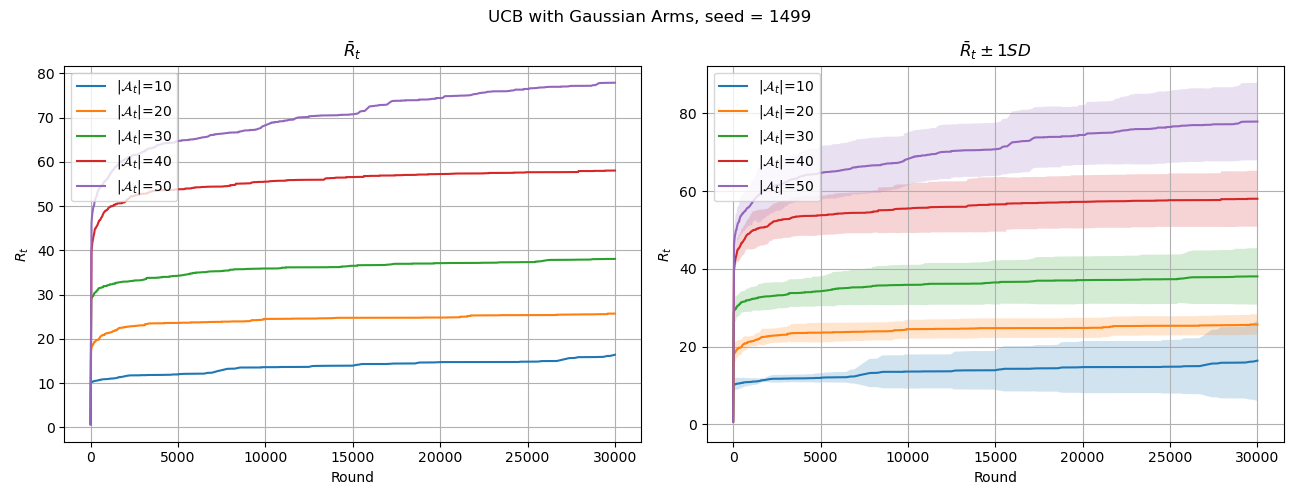 UCB with Gaussian Arms, seed = 1499
R̄ₜ
80
70
60
50
40
30
20
10
0
Rₜ
|𝒜ₜ|=10
|𝒜ₜ|=20
|𝒜ₜ|=30
|𝒜ₜ|=40
|𝒜ₜ|=50
0 5000 10000 15000 20000 25000 30000
Round
R̄ₜ ± 1SD
80
60
40
20
0
Rₜ
|𝒜ₜ|=10
|𝒜ₜ|=20
|𝒜ₜ|=30
|𝒜ₜ|=40
|𝒜ₜ|=50
0 5000 10000 15000 20000 25000 30000
Round